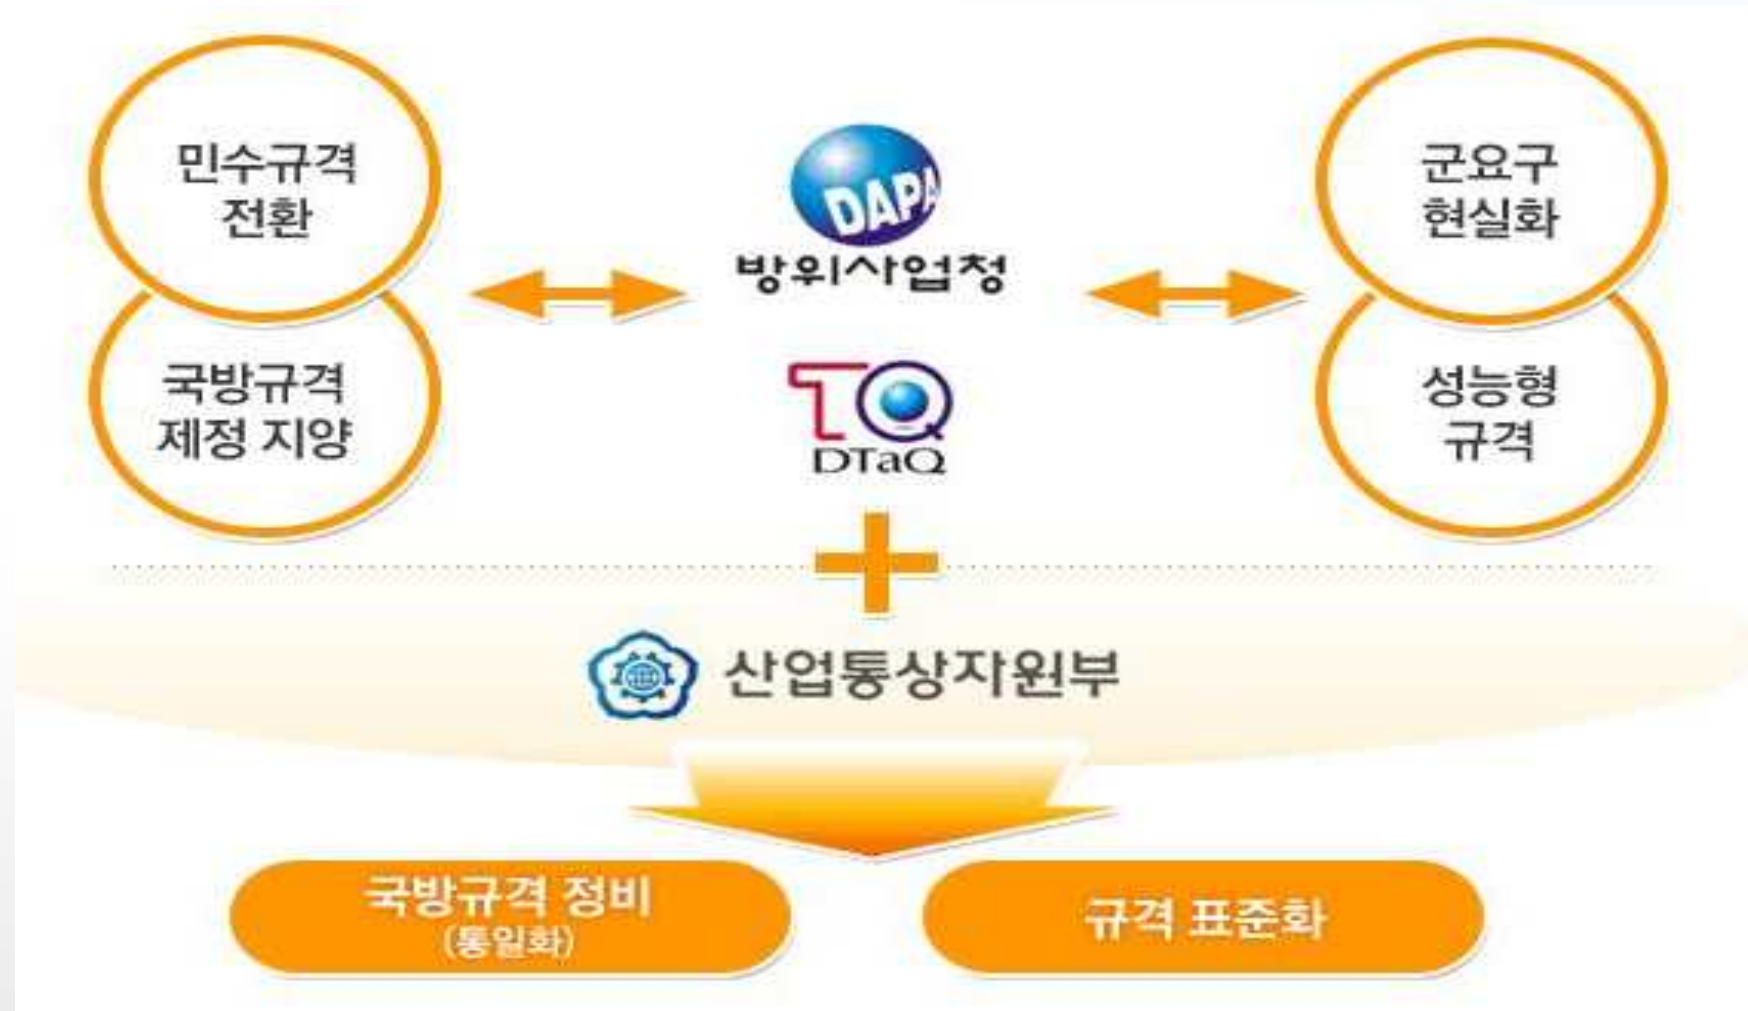 민수규격
전환
국방규격
제정 지양
DAPA
방위사업청
TQ
DTaQ
군요구
현실화
성능형
규격
산업통상자원부
국방규격 정비
(통일화)
규격 표준화